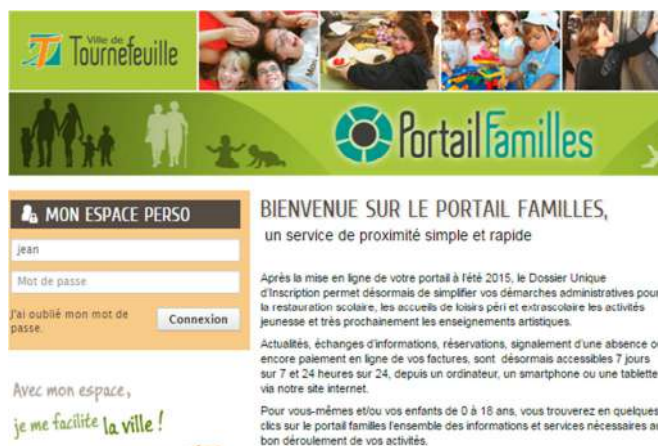 Ville de
Tournefeuille
Portail Familles
MON ESPACE PERSO
jean
Mot de passe
J'ai oublié mon mot de
passe.
Connexion
Avec mon espace,
je me facilite la ville !
BIENVENUE SUR LE PORTAIL FAMILLES,
un service de proximité simple et rapide
Après la mise en ligne de votre portail à l'été 2015, le Dossier Unique
d'Inscription permet désormais de simplifier vos démarches administratives pour
la restauration scolaire, les accueils de loisirs péri et extrascolaire les activités
jeunesse et très prochainement les enseignements artistiques.
Actualités, échanges d'informations, réservations, signalement d'une absence ou
encore paiement en ligne de vos factures, sont désormais accessibles 7 jours
sur 7 et 24 heures sur 24, depuis un ordinateur, un smartphone ou une tablette
via notre site internet.
Pour vous-mêmes et/ou vos enfants de 0 à 18 ans, vous trouverez en quelques
clics sur le portail familles l'ensemble des informations et services nécessaires au
bon déroulement de vos activités.